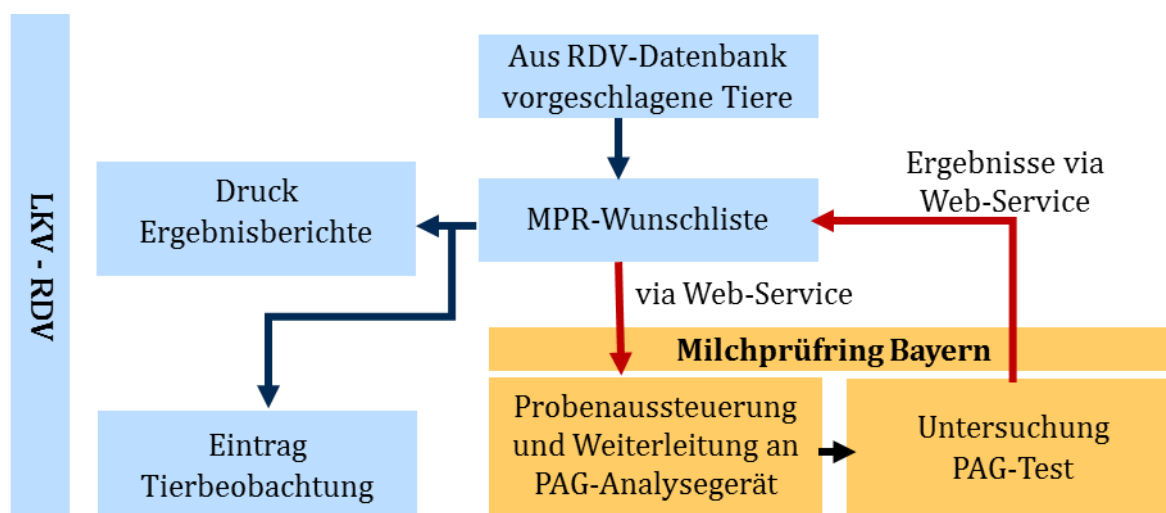 LKV - RDV
Aus RDV-Datenbank
vorgeschlagene Tiere
Druck
Ergebnisberichte
MPR-Wunschliste
Ergebnisse via
Web-Service
via Web-Service
Milchprüfring Bayern
Eintrag
Tierbeobachtung
Probenaussteuerung
und Weiterleitung an
PAG-Analysegerät
Untersuchung
PAG-Test